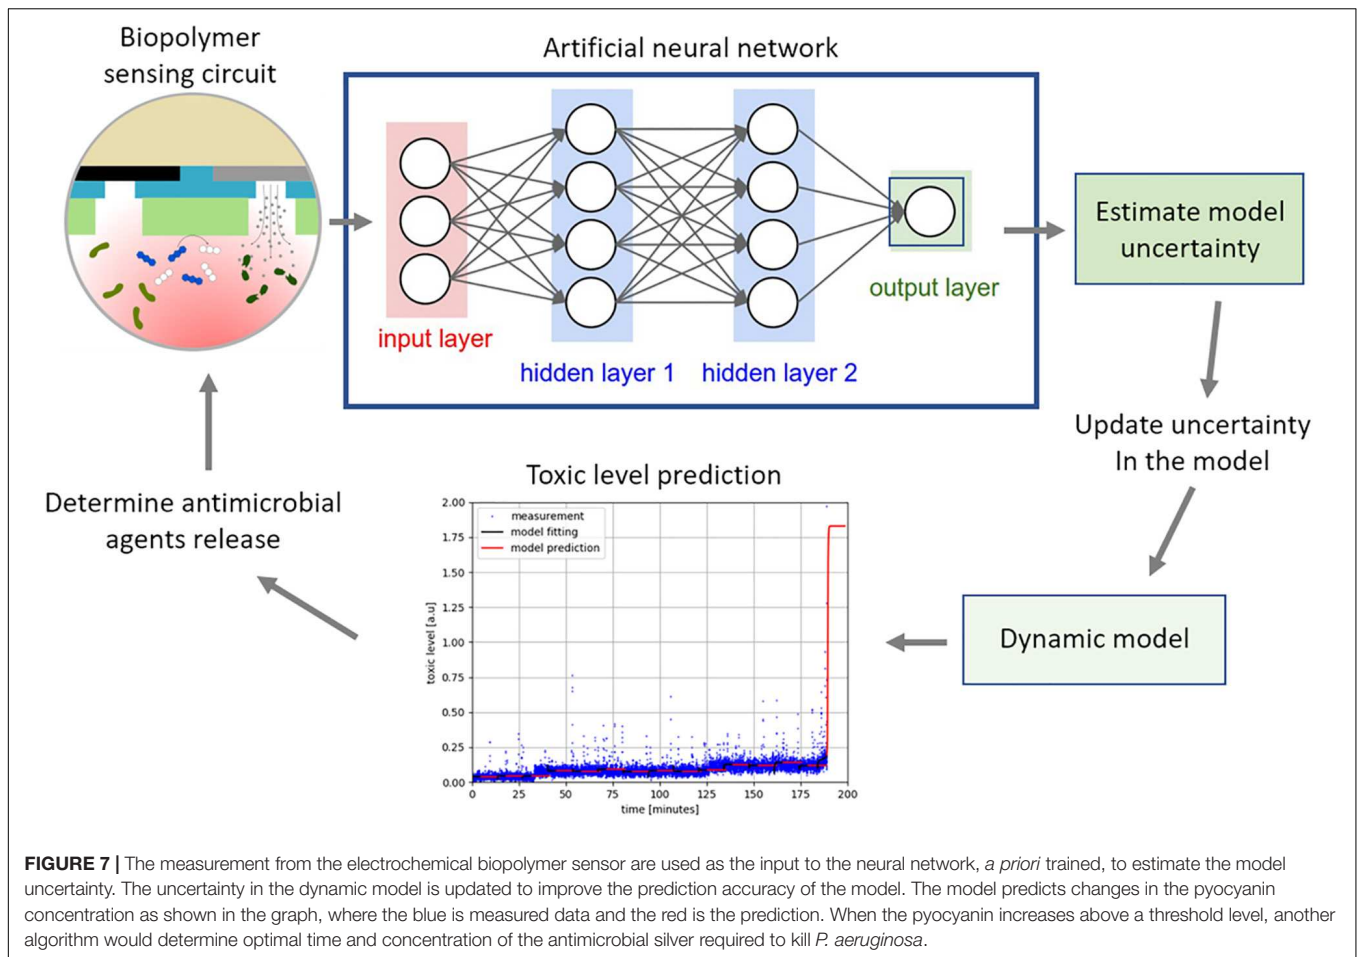 Biopolymer
sensing circuit
Artificial neural network
input layer
hidden layer 1
hidden layer 2
output layer
Estimate model
uncertainty
Update uncertainty
In the model
Dynamic model
Toxic level prediction
2.00
1.75
1.50
1.25
1.00
0.75
0.50
0.25
0.00
toxic level [a.u]
measurement
model fitting
model prediction
0 25 50 75 100 125 150 175 200
time [minutes]
Determine antimicrobial
agents release
FIGURE 7 | The measurement from the electrochemical biopolymer sensor are used as the input to the neural network, a priori trained, to estimate the model
uncertainty. The uncertainty in the dynamic model is updated to improve the prediction accuracy of the model. The model predicts changes in the pyocyanin
concentration as shown in the graph, where the blue is measured data and the red is the prediction. When the pyocyanin increases above a threshold level, another
algorithm would determine optimal time and concentration of the antimicrobial silver required to kill P. aeruginosa.